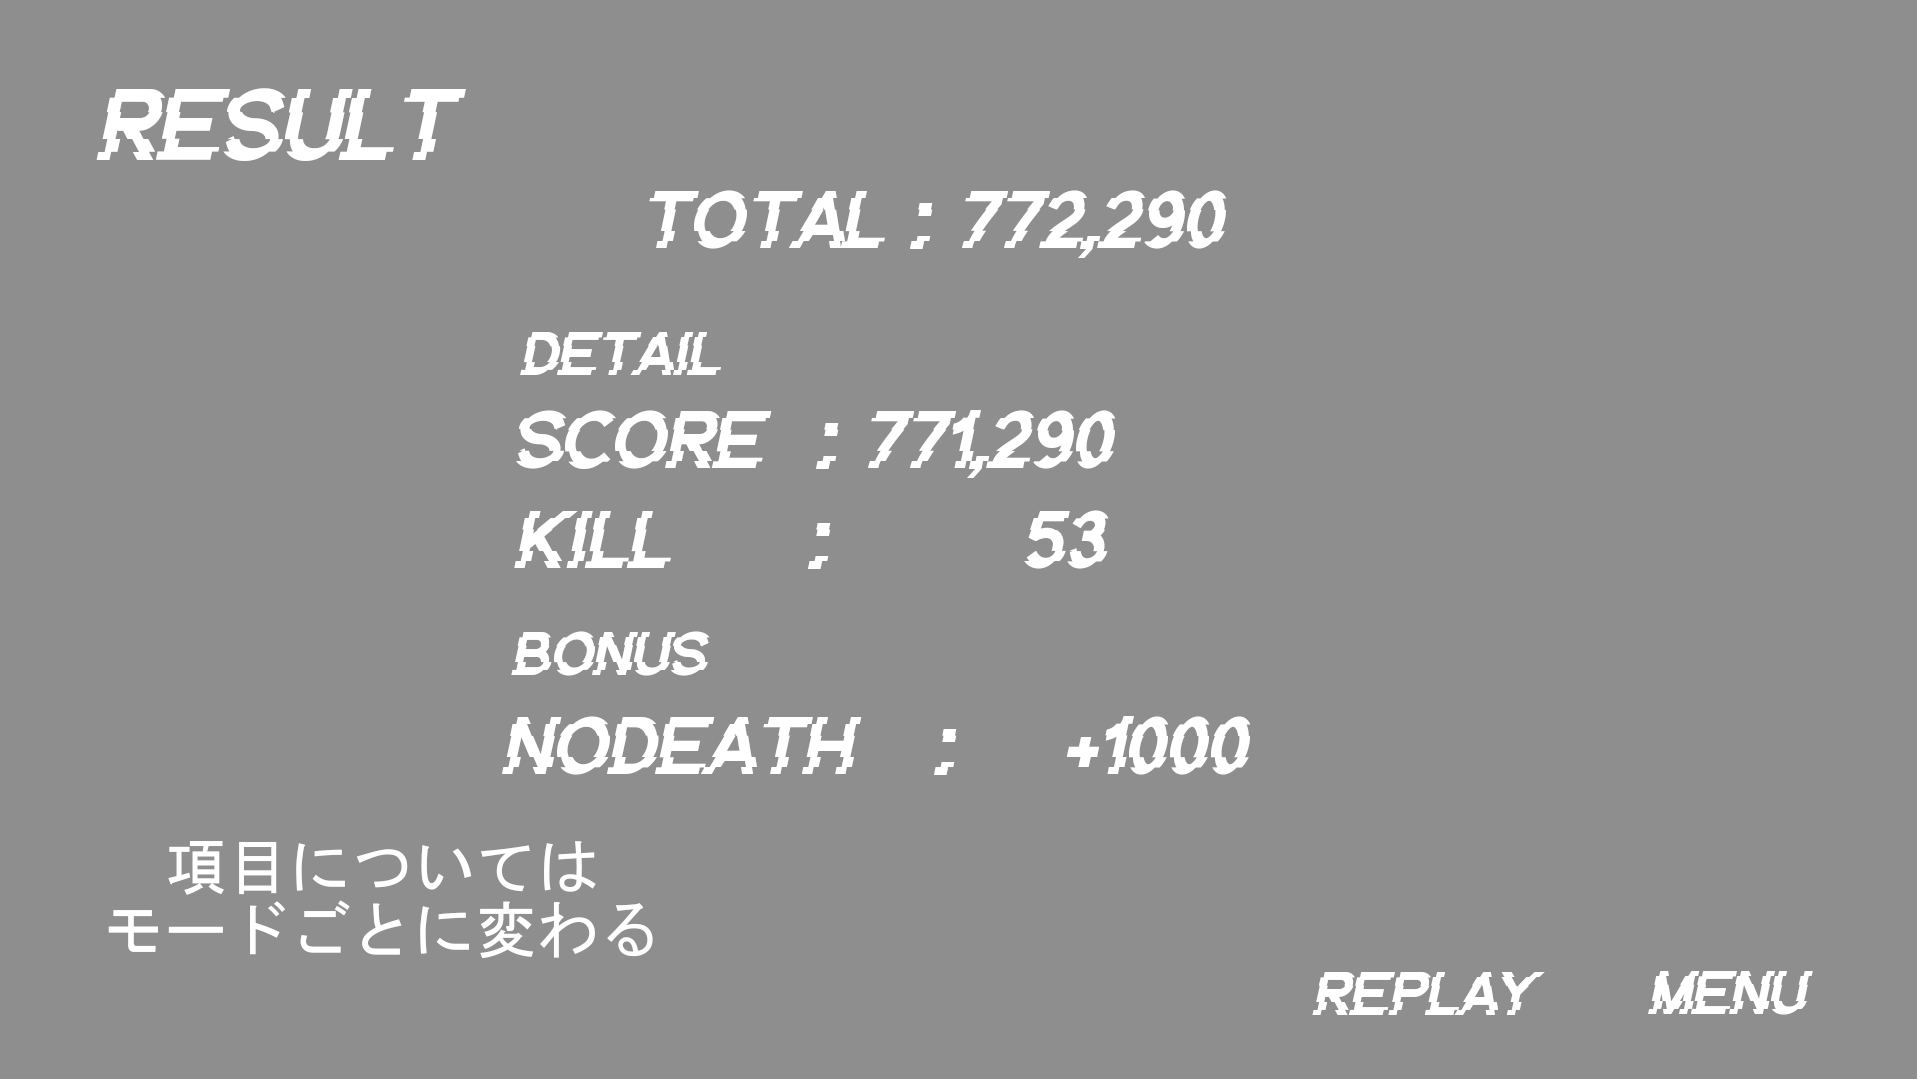 RESULT
TOTAL : 772,290
DETAIL
SCORE : 771,290
KILL : 53
BONUS
NODEATH : +1000
項目については
モードごとに変わる
REPLAY MENU